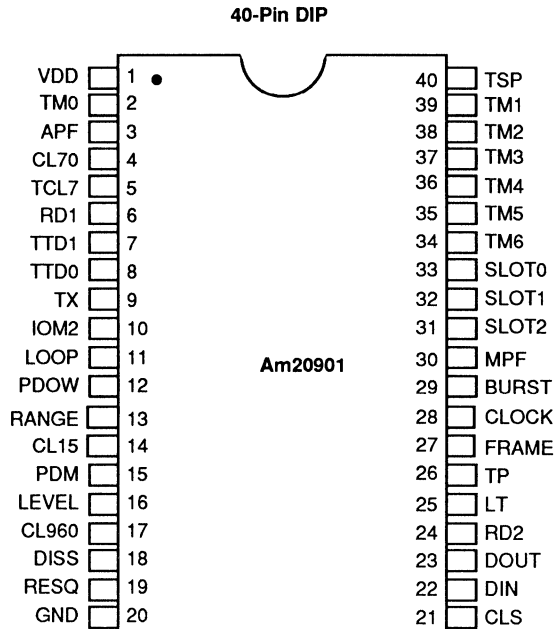 40-Pin DIP
VDD 1 40 TSP
TM0 2 39 TM1
APF 3 38 TM2
CL70 4 37 TM3
TCL7 5 36 TM4
RD1 6 35 TM5
TTD1 7 34 TM6
TTD0 8 33 SLOT0
TX 9 32 SLOT1
IOM2 10 31 SLOT2
LOOP 11 Am20901 30 MPF
PDOW 12 29 BURST
RANGE 13 28 CLOCK
CL15 14 27 FRAME
PDM 15 26 TP
LEVEL 16 25 LT
CL960 17 24 RD2
DISS 18 23 DOUT
RESQ 19 22 DIN
GND 20 21 CLS